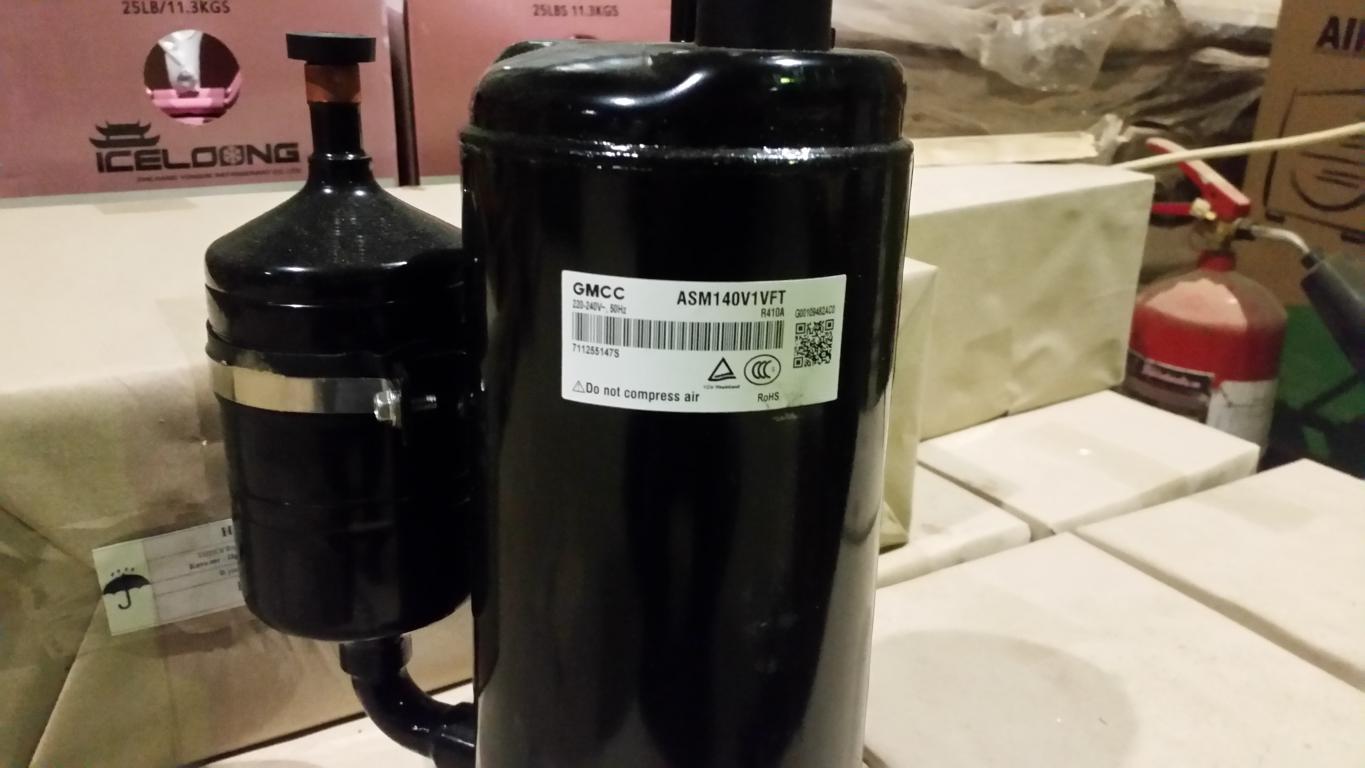 25LB/11.3KGS
25LBS 11.3KGS
ICELOONG
GMCC
ASM140V1VFT
220-240V~, 50Hz
R410A
G00109482AC0
711255147S
⚠Do not compress air
RoHS